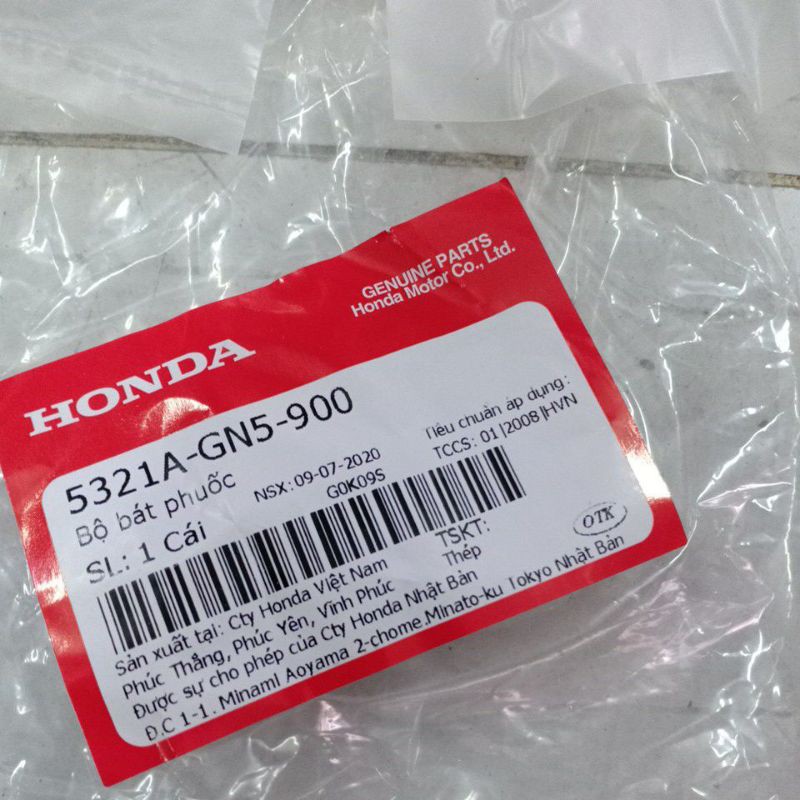 GENUINE PARTS
Honda Motor Co., Ltd.
HONDA
5321A-GN5-900
Bộ bát phuốc
NSX: 09-07-2020
Tiêu chuẩn áp dụng:
TCCS: 01|2008|HVN
SL: 1 Cái
G0K09S
TSKT:
Thép
OTK
Sản xuất tại: Cty Honda Việt Nam
Phúc Thắng, Phúc Yên, Vĩnh Phúc
Được sự cho phép của Cty Honda Nhật Bản
Đ.C 1-1. Minami Aoyama 2-chome.Minato-ku Tokyo Nhật Bản